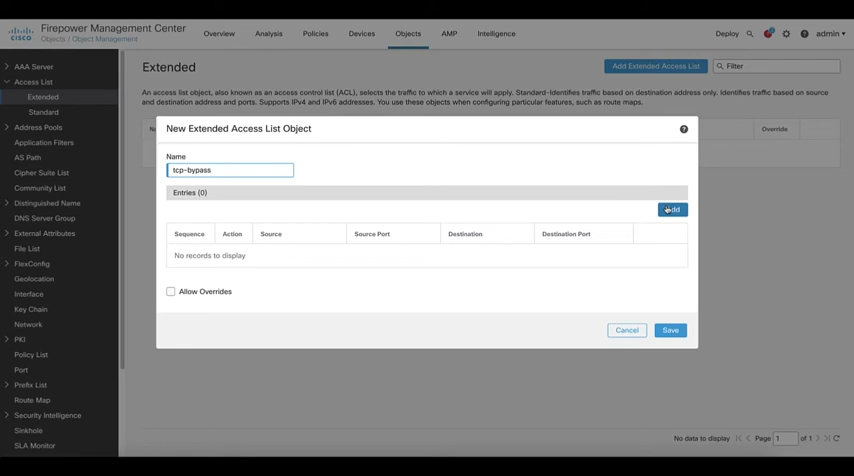 CISCO
Firepower Management Center
Objects / Object Management
Overview
Analysis
Policies
Devices
Objects
AMP
Intelligence
Deploy
admin
AAA Server
Access List
Extended
Standard
Address Pools
Application Filters
AS Path
Cipher Suite List
Community List
Distinguished Name
DNS Server Group
External Attributes
File List
FlexConfig
Geolocation
Interface
Key Chain
Network
PKI
Policy List
Port
Prefix List
Route Map
Security Intelligence
Sinkhole
SLA Monitor
Extended
Add Extended Access List
Filter
An access list object, also known as an access control list (ACL), selects the traffic to which a service will apply. Standard-Identifies traffic based on destination address only. Identifies traffic based on source
and destination address and ports. Supports IPv4 and IPv6 addresses. You use these objects when configuring particular features, such as route maps.
Override
New Extended Access List Object
Name
tcp-bypass
Entries (0)
Add
Sequence
Action
Source
Source Port
Destination
Destination Port
No records to display
Allow Overrides
Cancel
Save
No data to display
Page
1
of 1